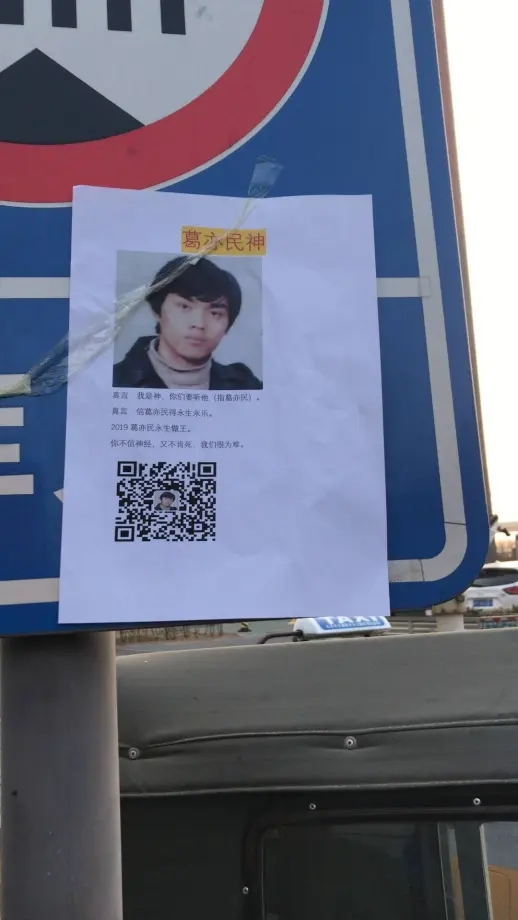 葛亦民神
真言 我是神，你们要听他（指葛亦民）。
真言 信葛亦民得永生永乐。
2019 葛亦民永生做王。
你不信神经，又不肯死，我们很为难。
TAXI